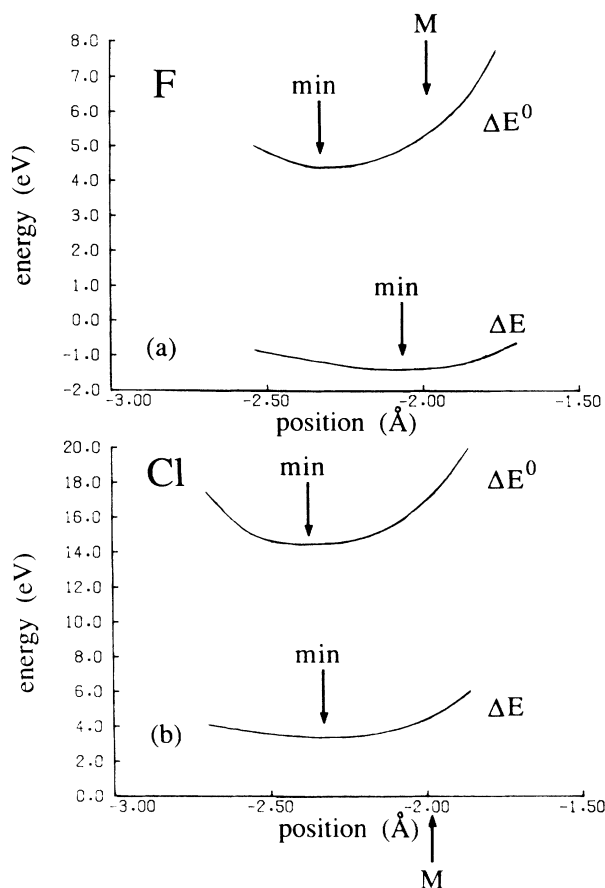 M
8.0
F
7.0
min
6.0
ΔE⁰
5.0
4.0
energy (eV)
3.0
2.0
1.0
min
0.0
ΔE
(a)
-1.0
-2.0
-3.00 -2.50 -2.00 -1.50
position (Å)
20.0
Cl
min
18.0
ΔE⁰
16.0
14.0
12.0
energy (eV)
10.0
8.0
min
6.0
ΔE
4.0
(b)
2.0
0.0
-3.00 -2.50 -2.00 -1.50
position (Å)
M